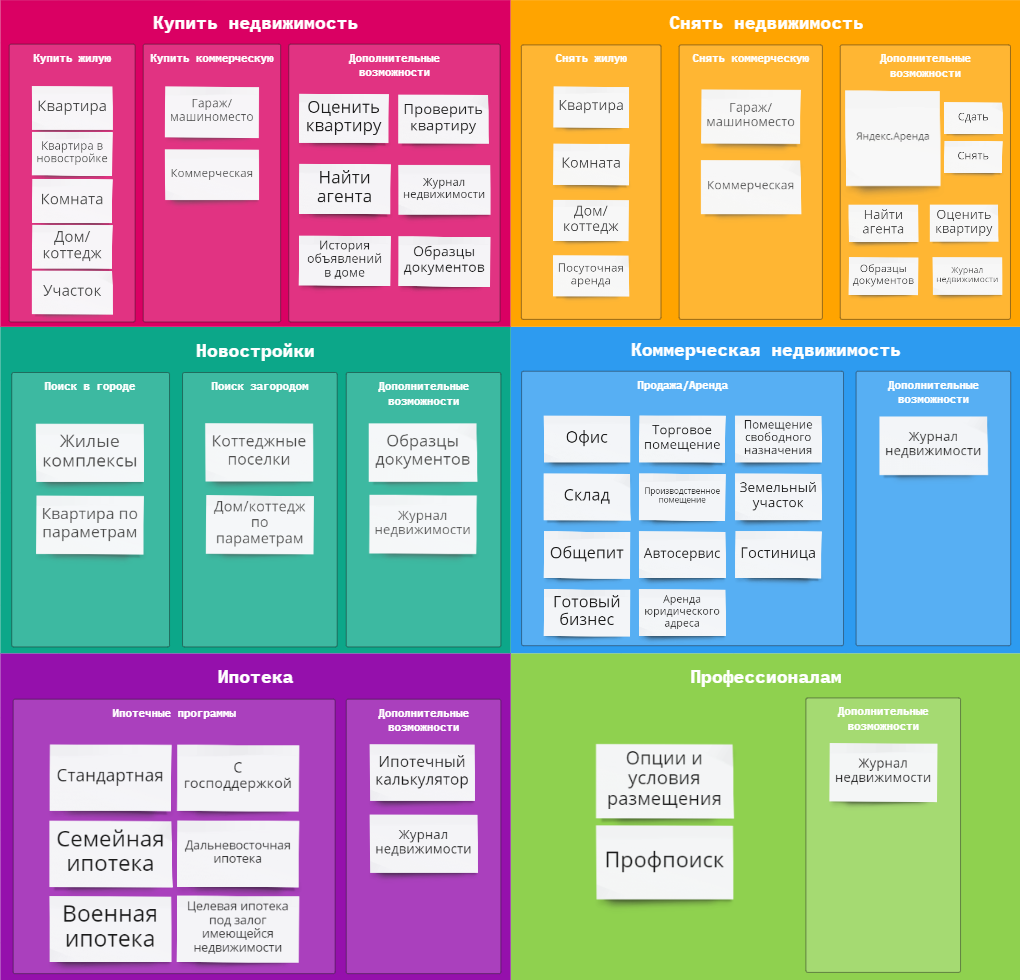 Купить недвижимость
Купить жилую
Квартира
Квартира в
новостройке
Комната
Дом/
коттедж
Участок
Купить коммерческую
Гараж/
машиноместо
Коммерческая
Дополнительные
возможности
Оценить
квартиру
Проверить
квартиру
Найти
агента
Журнал
недвижимости
История
объявлений
в доме
Образцы
документов
Снять недвижимость
Снять жилую
Квартира
Комната
Дом/
коттедж
Посуточная
аренда
Снять коммерческую
Гараж/
машиноместо
Коммерческая
Дополнительные
возможности
Яндекс.Аренда
Сдать
Снять
Найти
агента
Оценить
квартиру
Образцы
документов
Журнал
недвижимости
Новостройки
Поиск в городе
Жилые
комплексы
Квартира по
параметрам
Поиск загородом
Коттеджные
поселки
Дом/коттедж
по
параметрам
Дополнительные
возможности
Образцы
документов
Журнал
недвижимости
Коммерческая недвижимость
Продажа/Аренда
Офис
Торговое
помещение
Помещение
свободного
назначения
Склад
Производственное
помещение
Земельный
участок
Общепит
Автосервис
Гостиница
Готовый
бизнес
Аренда
юридического
адреса
Дополнительные
возможности
Журнал
недвижимости
Ипотека
Ипотечные программы
Стандартная
С
господдержкой
Семейная
ипотека
Дальневосточная
ипотека
Военная
ипотека
Целевая ипотека
под залог
имеющейся
недвижимости
Дополнительные
возможности
Ипотечный
калькулятор
Журнал
недвижимости
Профессионалам
Опции и
условия
размещения
Профпоиск
Дополнительные
возможности
Журнал
недвижимости